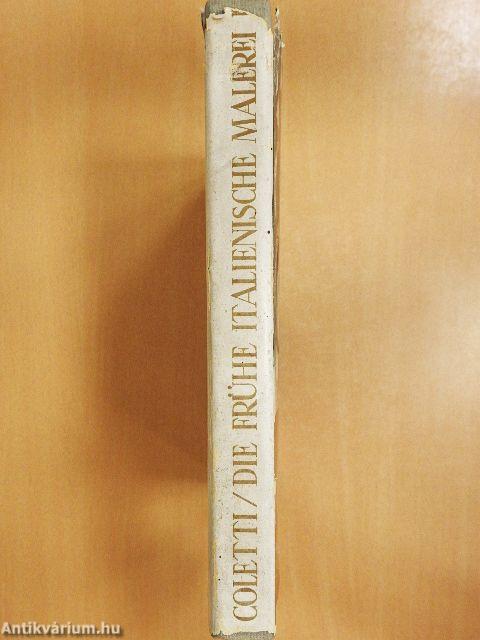 COLETTI/DIE FRÜHE ITALIENISCHE MALEREI
Antikvárium.hu